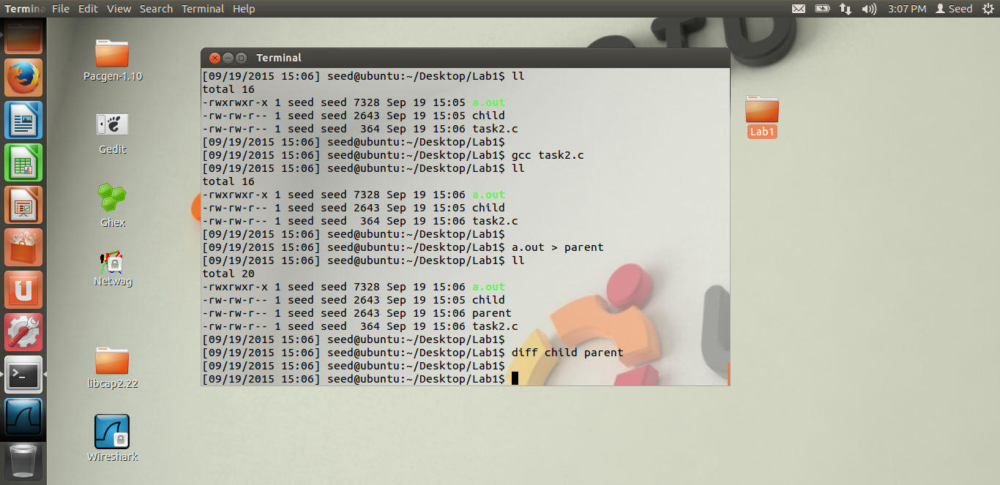 Termina File Edit View Search Terminal Help 3:07 PM Seed
Pacgen-1.10
Gedit
Ghex
Netwag
libcap2.22
Wireshark
Lab1
Terminal
[09/19/2015 15:06] seed@ubuntu:~/Desktop/Lab1$ ll
total 16
-rwxrwxr-x 1 seed seed 7328 Sep 19 15:05 a.out
-rw-rw-r-- 1 seed seed 2643 Sep 19 15:05 child
-rw-rw-r-- 1 seed seed  364 Sep 19 15:06 task2.c
[09/19/2015 15:06] seed@ubuntu:~/Desktop/Lab1$
[09/19/2015 15:06] seed@ubuntu:~/Desktop/Lab1$ gcc task2.c
[09/19/2015 15:06] seed@ubuntu:~/Desktop/Lab1$ ll
total 16
-rwxrwxr-x 1 seed seed 7328 Sep 19 15:06 a.out
-rw-rw-r-- 1 seed seed 2643 Sep 19 15:05 child
-rw-rw-r-- 1 seed seed  364 Sep 19 15:06 task2.c
[09/19/2015 15:06] seed@ubuntu:~/Desktop/Lab1$
[09/19/2015 15:06] seed@ubuntu:~/Desktop/Lab1$ a.out > parent
[09/19/2015 15:06] seed@ubuntu:~/Desktop/Lab1$ ll
total 20
-rwxrwxr-x 1 seed seed 7328 Sep 19 15:06 a.out
-rw-rw-r-- 1 seed seed 2643 Sep 19 15:05 child
-rw-rw-r-- 1 seed seed 2643 Sep 19 15:06 parent
-rw-rw-r-- 1 seed seed  364 Sep 19 15:06 task2.c
[09/19/2015 15:06] seed@ubuntu:~/Desktop/Lab1$
[09/19/2015 15:06] seed@ubuntu:~/Desktop/Lab1$ diff child parent
[09/19/2015 15:06] seed@ubuntu:~/Desktop/Lab1$
[09/19/2015 15:06] seed@ubuntu:~/Desktop/Lab1$